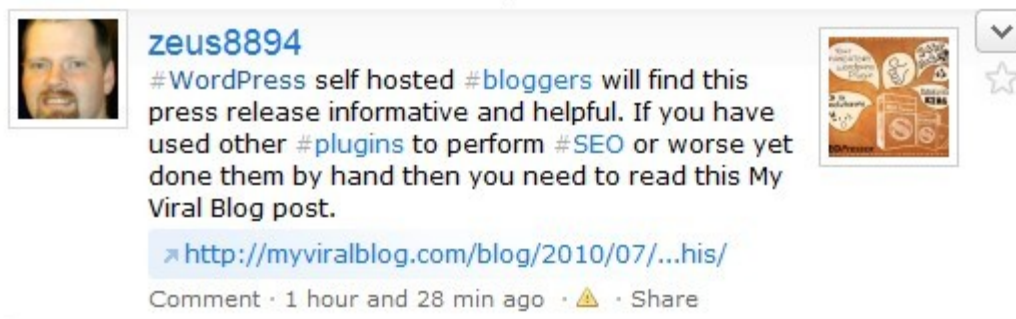 zeus8894
#WordPress self hosted #bloggers will find this
press release informative and helpful. If you have
used other #plugins to perform #SEO or worse yet
done them by hand then you need to read this My
Viral Blog post.
http://myviralblog.com/blog/2010/07/...his/
Comment · 1 hour and 28 min ago · · Share